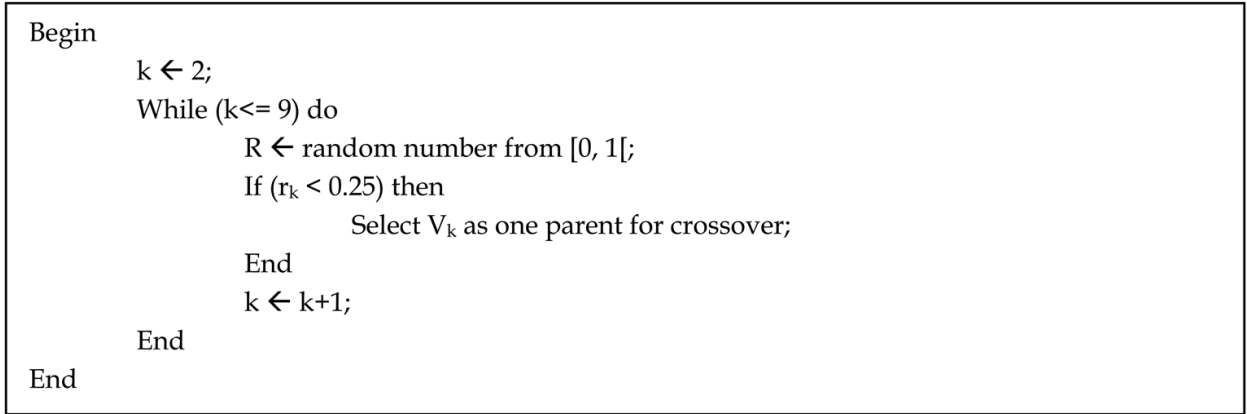 Begin
k ← 2;
While (k<= 9) do
R ← random number from [0, 1[;
If (rₖ < 0.25) then
Select Vₖ as one parent for crossover;
End
k ← k+1;
End
End